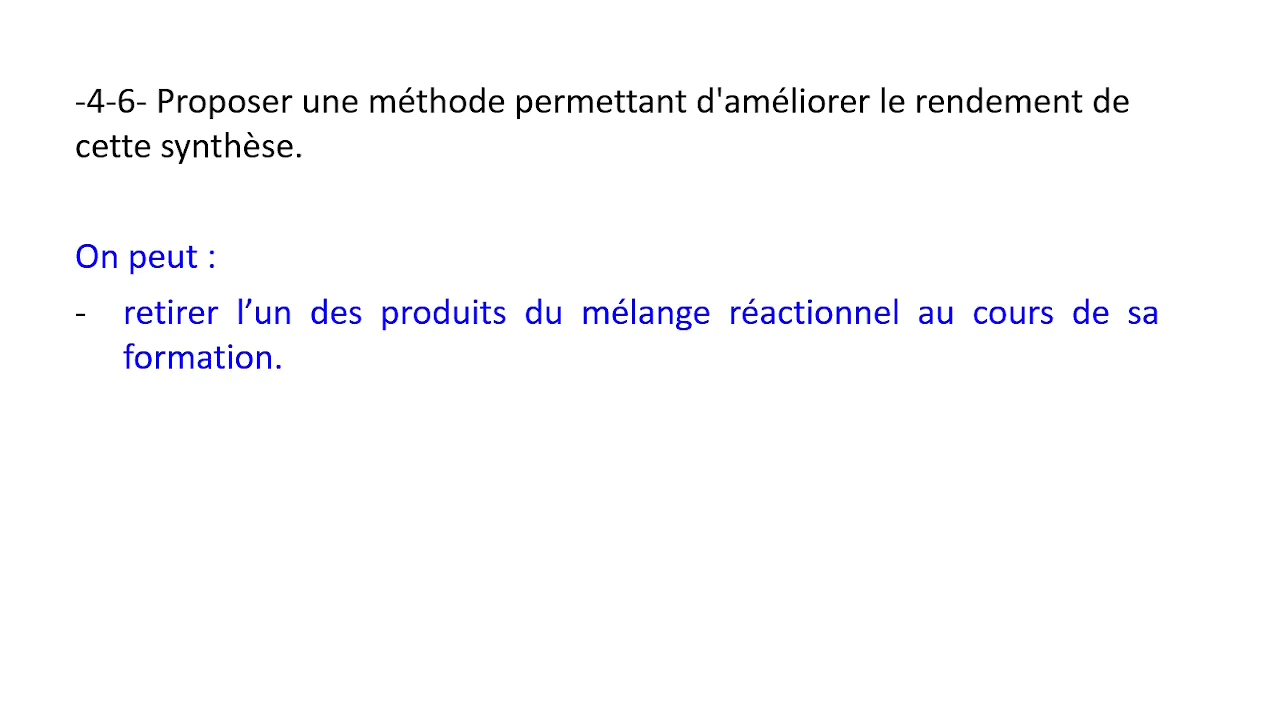 -4-6- Proposer une méthode permettant d'améliorer le rendement de
cette synthèse.
On peut :
- retirer l’un des produits du mélange réactionnel au cours de sa
formation.